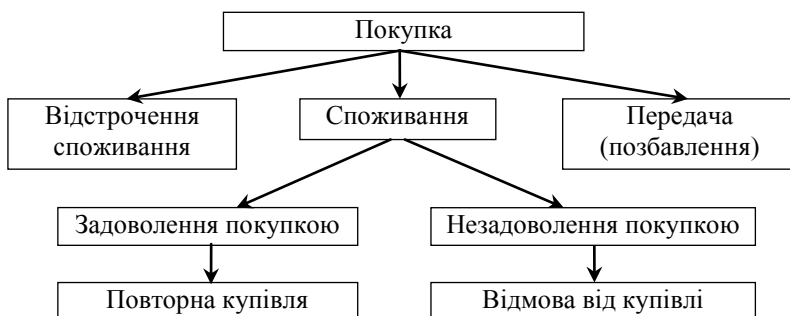 Покупка
Відстрочення
споживання
Споживання
Передача
(позбавлення)
Задоволення покупкою
Незадоволення покупкою
Повторна купівля
Відмова від купівлі